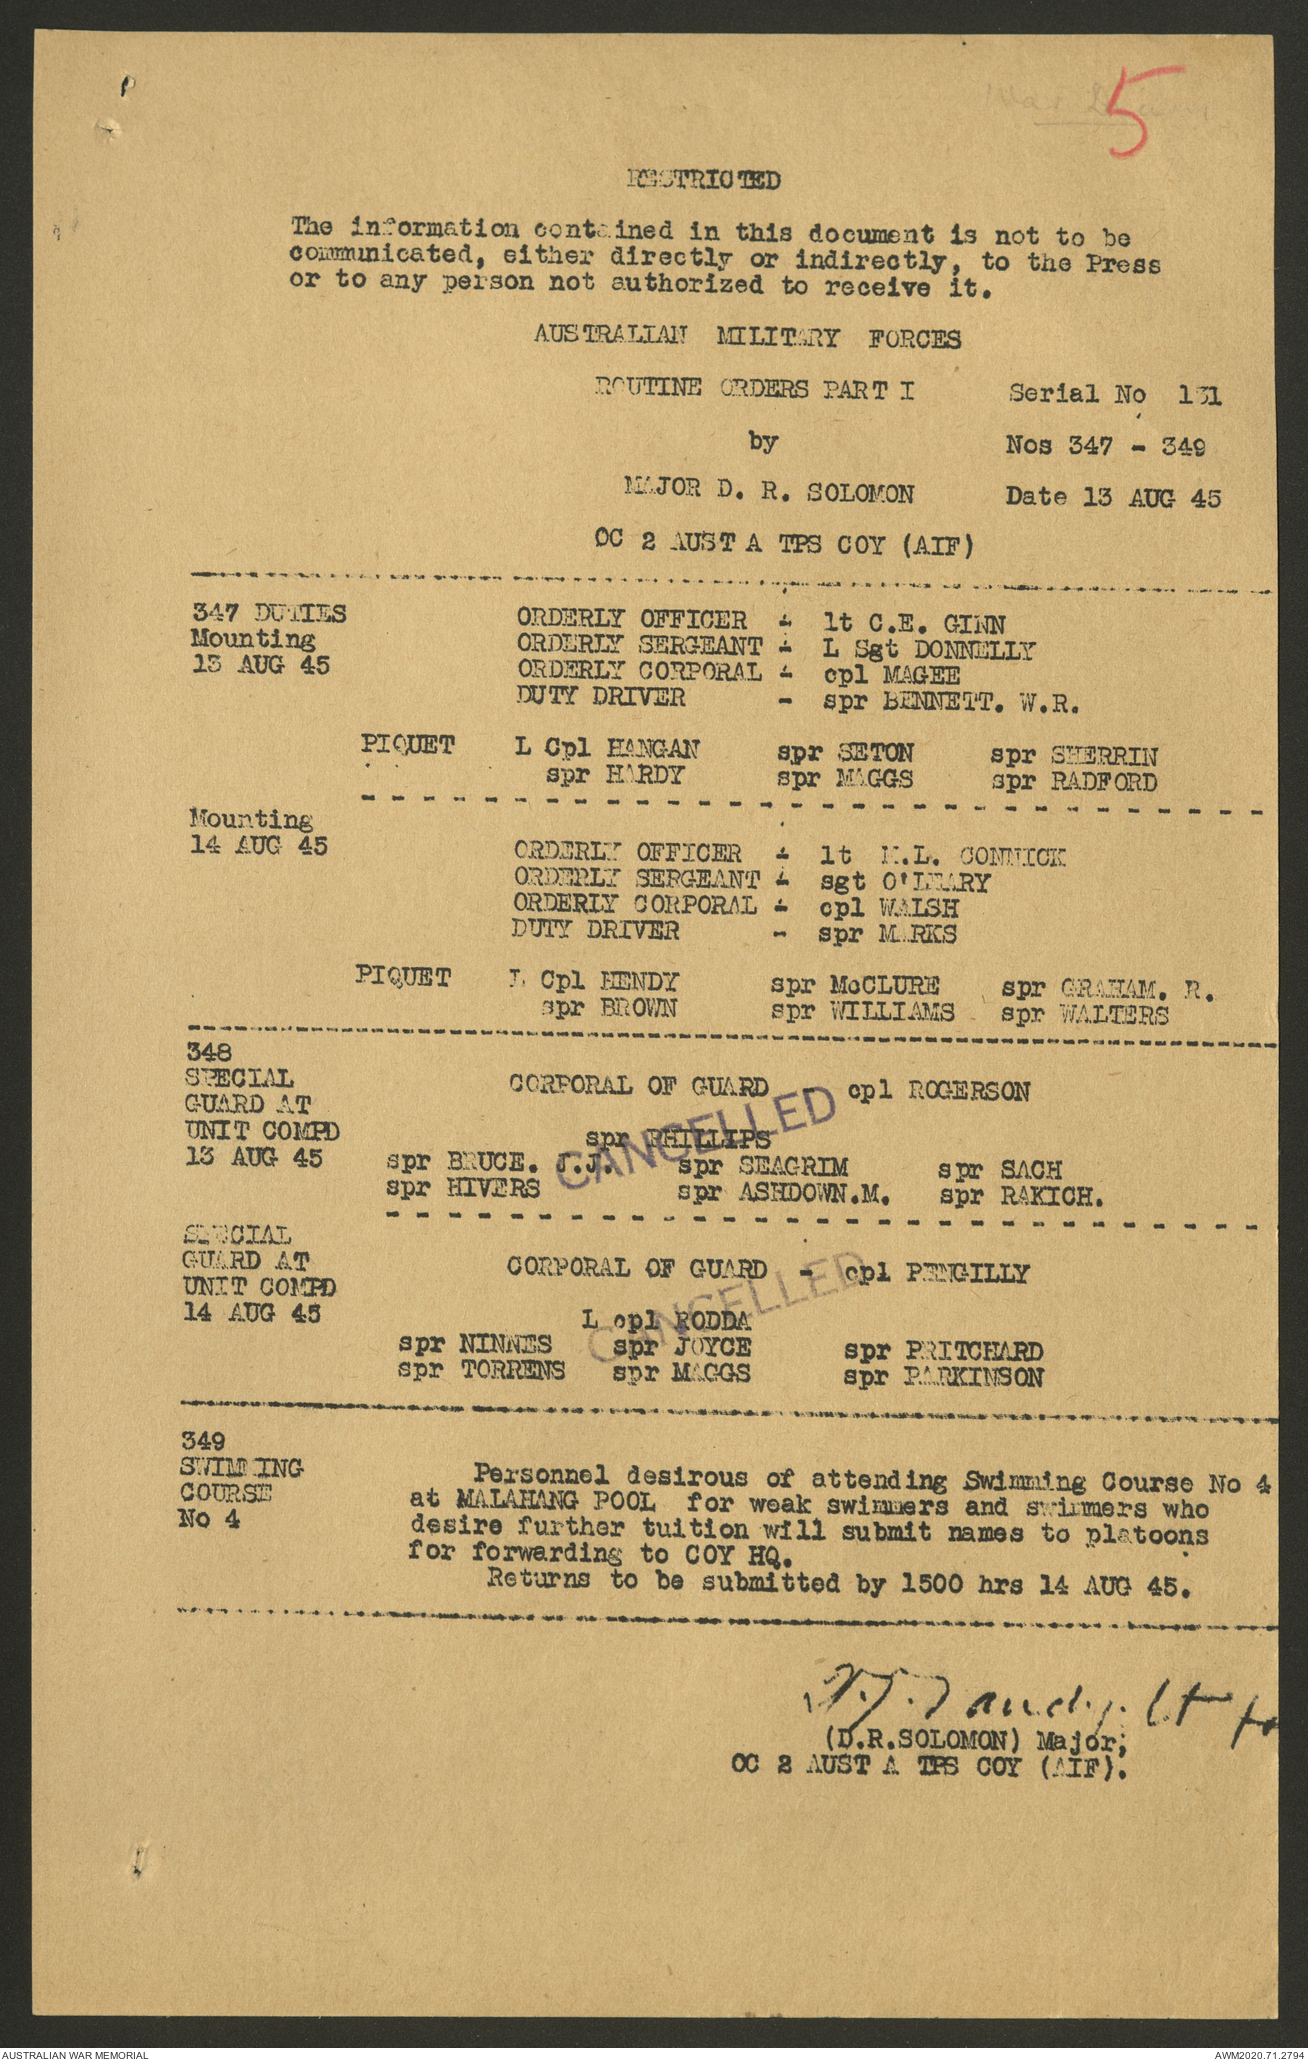 5
RESTRICTED
The information contained in this document is not to be
communicated, either directly or indirectly, to the Press
or to any person not authorized to receive it.
AUSTRALIAN MILITARY FORCES
ROUTINE ORDERS PART I Serial No 131
by Nos 347 - 349
MAJOR D. R. SOLOMON Date 13 AUG 45
OC 2 AUST A TPS COY (AIF)
347 DUTIES ORDERLY OFFICER - lt C.E. GINN
Mounting ORDERLY SERGEANT - L Sgt DONNELLY
13 AUG 45 ORDERLY CORPORAL - cpl MAGEE
DUTY DRIVER - spr BENNETT. W.R.
PIQUET L Cpl HANGAN spr SETON spr SHERRIN
spr HARDY spr MAGGS spr RADFORD
Mounting
14 AUG 45 ORDERLY OFFICER - lt M.L. CONNICK
ORDERLY SERGEANT - sgt O'LEARY
ORDERLY CORPORAL - cpl WALSH
DUTY DRIVER - spr MARKS
PIQUET L Cpl HENDY spr McCLURE spr GRAHAM. R.
spr BROWN spr WILLIAMS spr WALTERS
348
SPECIAL CORPORAL OF GUARD - cpl ROGERSON
GUARD AT
UNIT COMPD spr PHILLIPS
13 AUG 45 spr BRUCE. J.J. spr SEAGRIM spr SACH
spr HIVERS spr ASHDOWN.M. spr RAKICH.
CANCELLED
SPECIAL
GUARD AT CORPORAL OF GUARD - cpl PENGILLY
UNIT COMPD
14 AUG 45 L cpl RODDA
spr NINNES spr JOYCE spr PRITCHARD
spr TORRENS spr MAGGS spr PARKINSON
CANCELLED
349
SWIMMING Personnel desirous of attending Swimming Course No 4
COURSE at MALAHANG POOL for weak swimmers and swimmers who
No 4 desire further tuition will submit names to platoons
for forwarding to COY HQ.
Returns to be submitted by 1500 hrs 14 AUG 45.
Lt
(D.R.SOLOMON) Major,
OC 2 AUST A TPS COY (AIF).
AUSTRALIAN WAR MEMORIAL AWM2020.71.2794